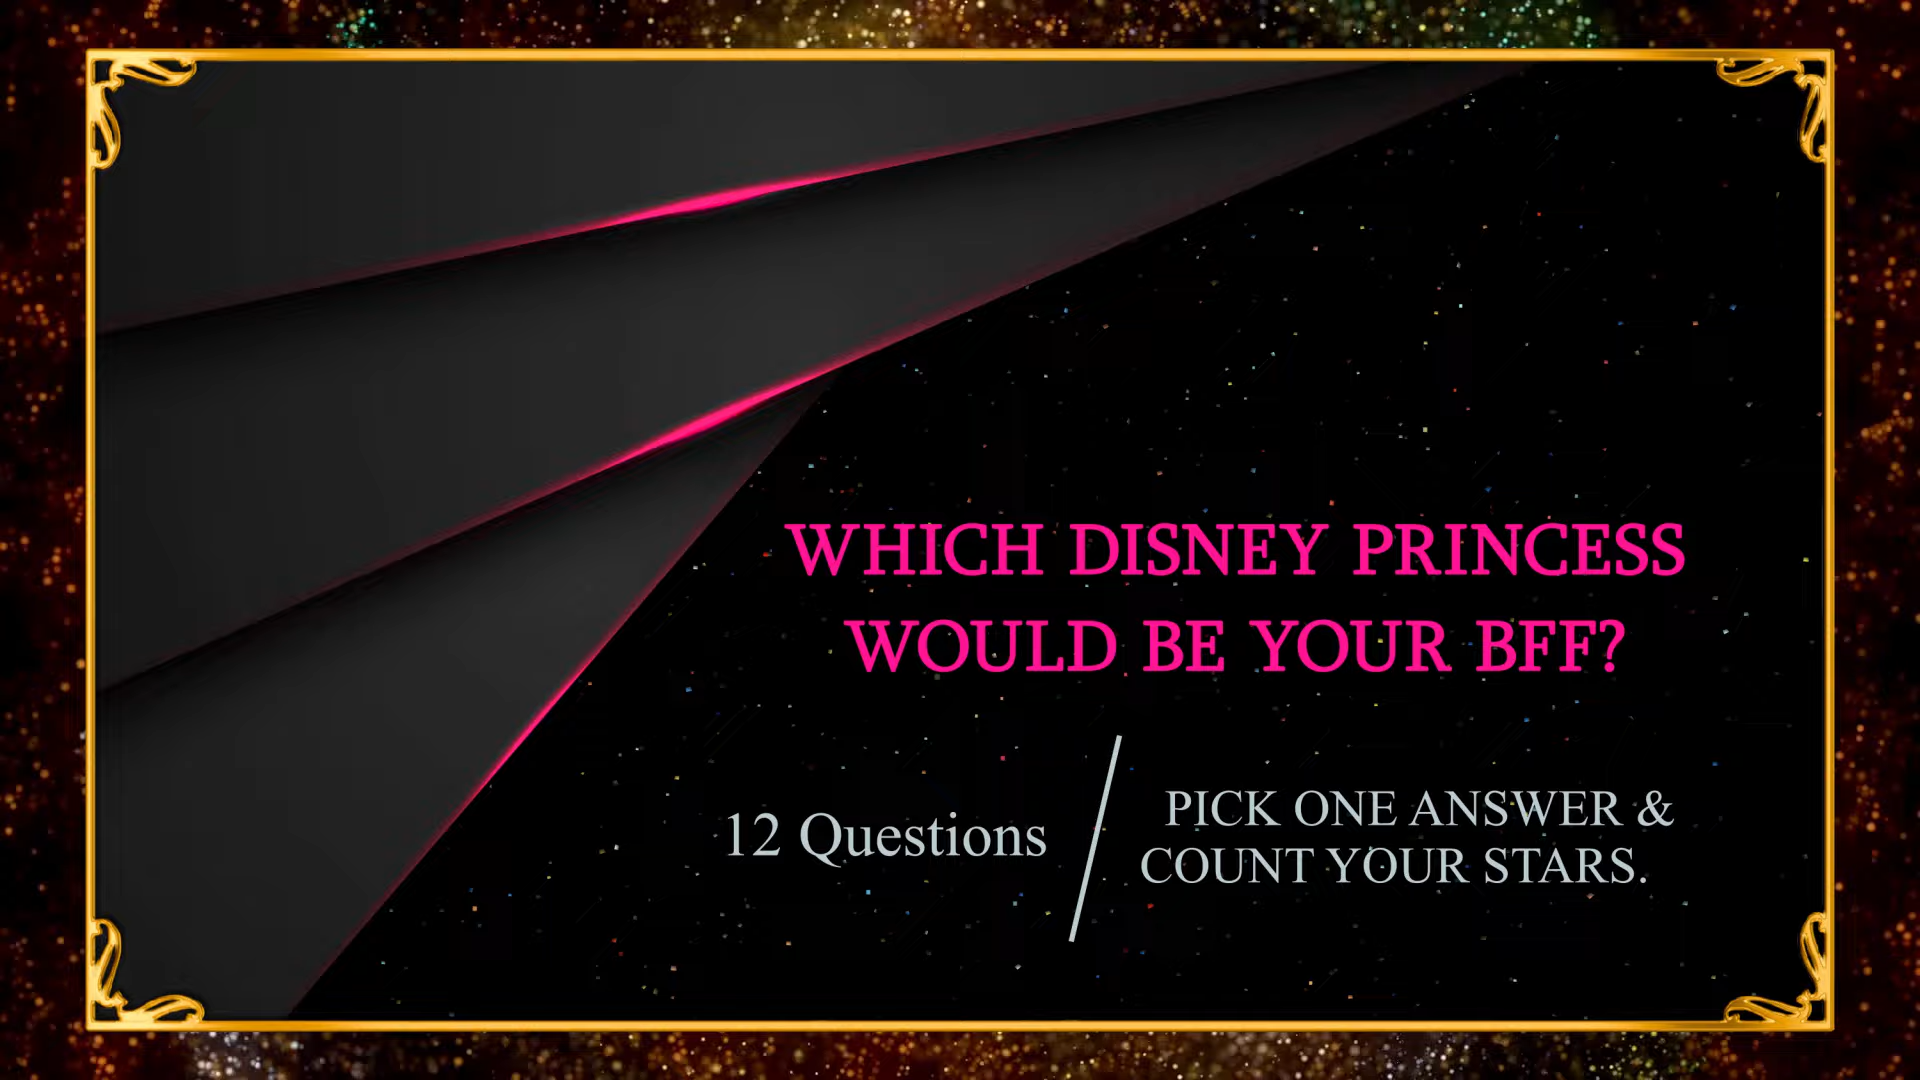 WHICH DISNEY PRINCESS
WOULD BE YOUR BFF?
12 Questions
PICK ONE ANSWER &
COUNT YOUR STARS.